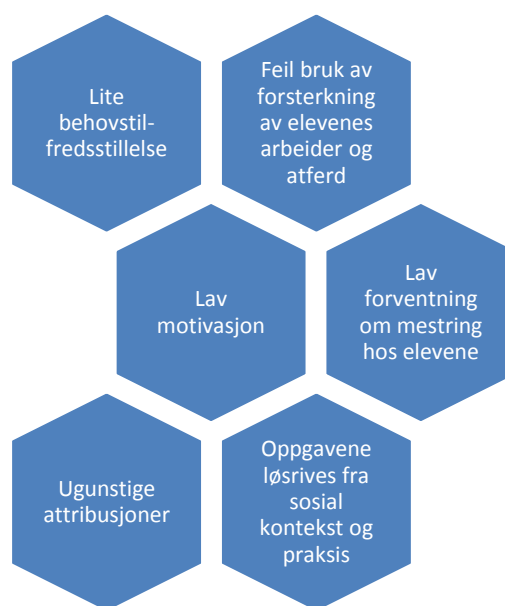 Lite
behovstil-
fredsstillelse
Feil bruk av
forsterkning
av elevenes
arbeider og
atferd
Lav
motivasjon
Lav
forventning
om mestring
hos elevene
Ugunstige
attribusjoner
Oppgavene
løsrives fra
sosial
kontekst og
praksis